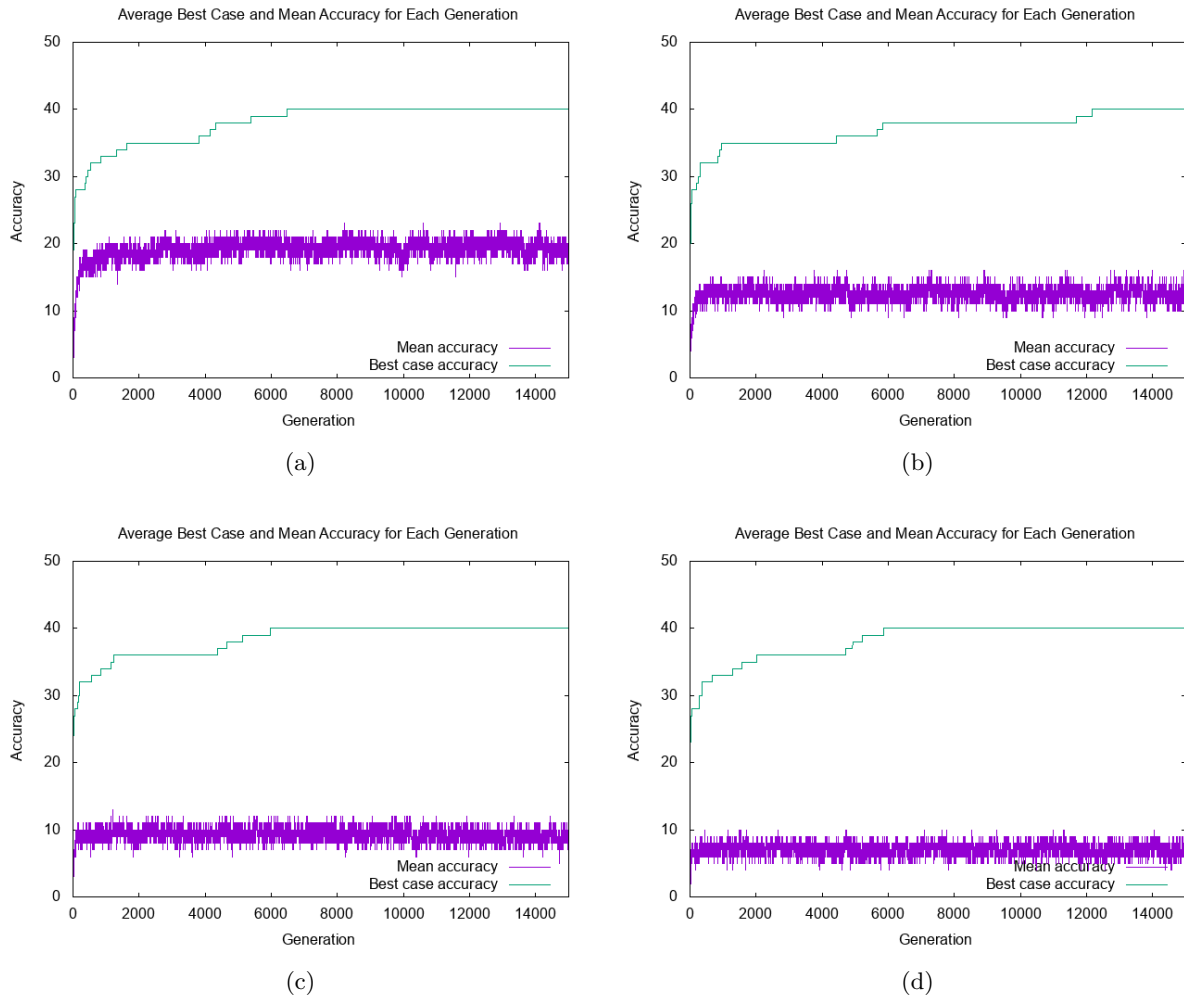 Average Best Case and Mean Accuracy for Each Generation
50
40
30
20
10
0
Accuracy
Mean accuracy
Best case accuracy
0 2000 4000 6000 8000 10000 12000 14000
Generation
(a)
Average Best Case and Mean Accuracy for Each Generation
50
40
30
20
10
0
Accuracy
Mean accuracy
Best case accuracy
0 2000 4000 6000 8000 10000 12000 14000
Generation
(b)
Average Best Case and Mean Accuracy for Each Generation
50
40
30
20
10
0
Accuracy
Mean accuracy
Best case accuracy
0 2000 4000 6000 8000 10000 12000 14000
Generation
(c)
Average Best Case and Mean Accuracy for Each Generation
50
40
30
20
10
0
Accuracy
Mean accuracy
Best case accuracy
0 2000 4000 6000 8000 10000 12000 14000
Generation
(d)